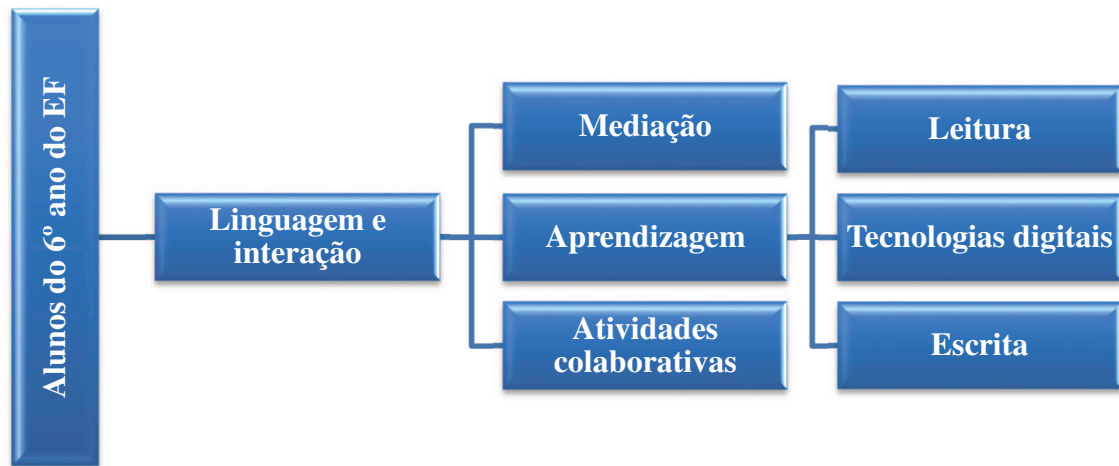 Alunos do 6º ano do EF
Linguagem e
interação
Mediação
Aprendizagem
Atividades
colaborativas
Leitura
Tecnologias digitais
Escrita